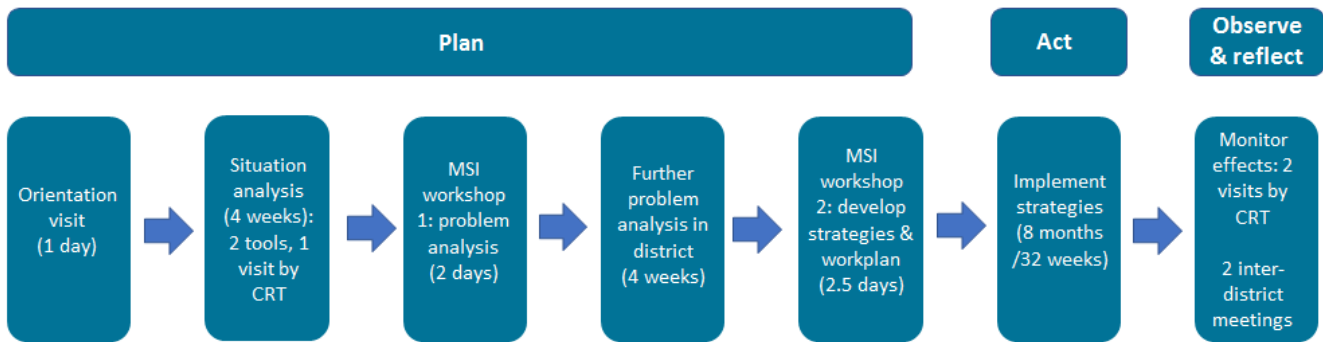 Plan
Act
Observe
& reflect
Orientation
visit
(1 day)
Situation
analysis
(4 weeks):
2 tools, 1
visit by
CRT
MSI
workshop
1: problem
analysis
(2 days)
Further
problem
analysis in
district
(4 weeks)
MSI
workshop
2: develop
strategies &
workplan
(2.5 days)
Implement
strategies
(8 months
/32 weeks)
Monitor
effects: 2
visits by
CRT
2 inter-
district
meetings